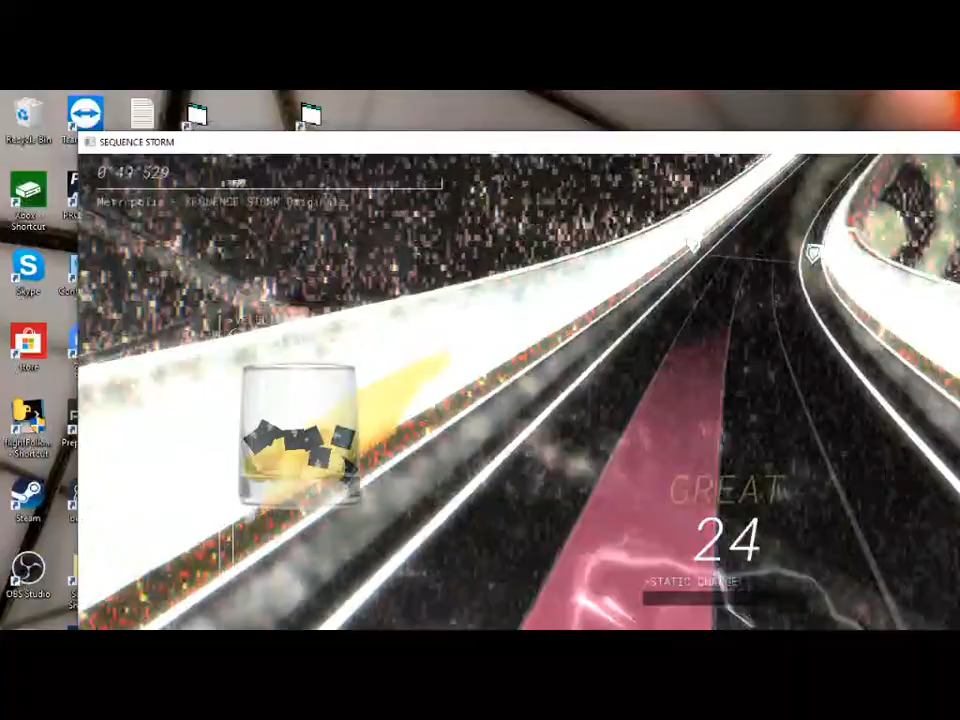 Recycle Bin
SEQUENCE STORM
0'49"529
Metropolis - SEQUENCE STORM Originals
Xbox -
Shortcut
Skype
Store
- Shortcut
Steam
OBS Studio
GREAT
24
STATIC CHARGE